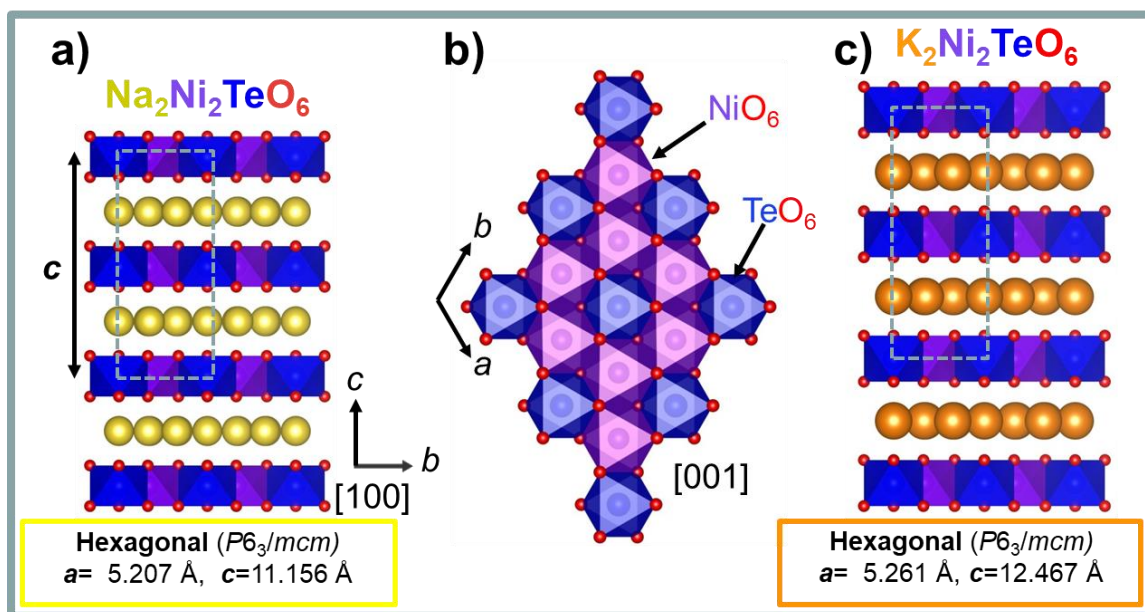 a)
Na₂Ni₂TeO₆
c
c
b
[100]
Hexagonal (P6₃/mcm)
a= 5.207 Å, c=11.156 Å
b)
NiO₆
TeO₆
b
a
[001]
c)
K₂Ni₂TeO₆
Hexagonal (P6₃/mcm)
a= 5.261 Å, c=12.467 Å